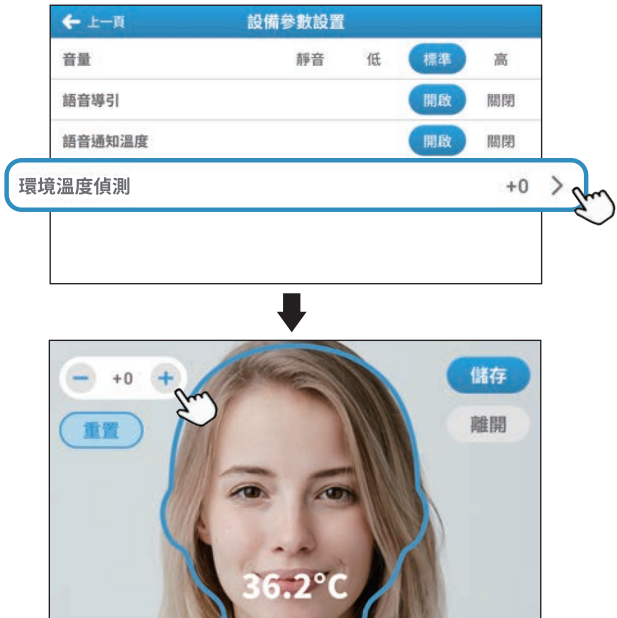 上一頁 設備參數設置
音量 靜音 低 標準 高
語音導引 開啟 關閉
語音通知溫度 開啟 關閉
環境溫度偵測 +0
+0 儲存
重置 離開
36.2°C